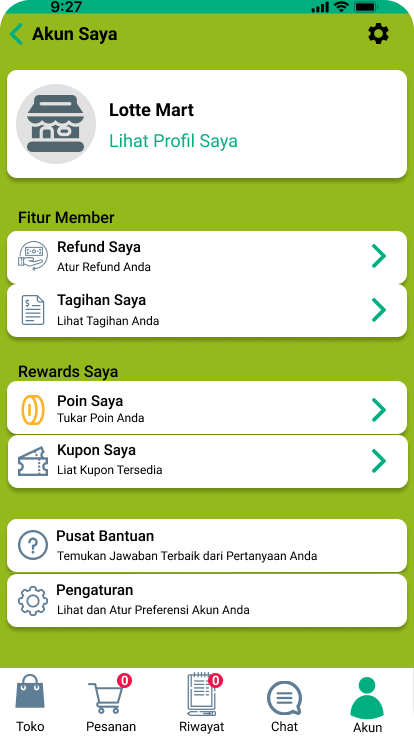 9:27
Akun Saya
Lotte Mart
Lihat Profil Saya
Fitur Member
Refund Saya
Atur Refund Anda
Tagihan Saya
Lihat Tagihan Anda
Rewards Saya
Poin Saya
Tukar Poin Anda
Kupon Saya
Liat Kupon Tersedia
Pusat Bantuan
Temukan Jawaban Terbaik dari Pertanyaan Anda
Pengaturan
Lihat dan Atur Preferensi Akun Anda
0 0
Toko Pesanan Riwayat Chat Akun